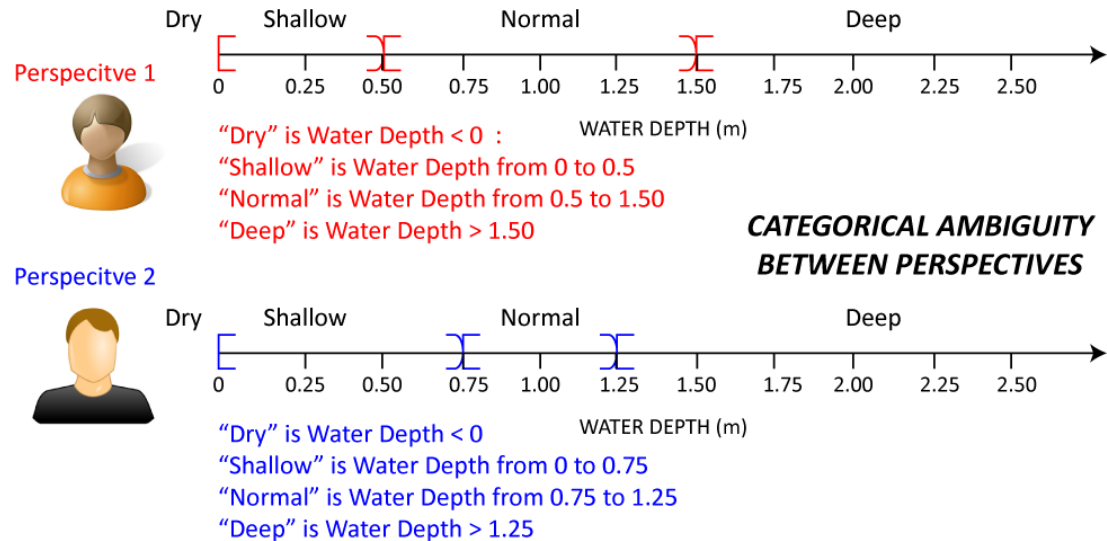 Dry Shallow Normal Deep
Perspecitve 1
0 0.25 0.50 0.75 1.00 1.25 1.50 1.75 2.00 2.25 2.50
WATER DEPTH (m)
“Dry” is Water Depth < 0 :
“Shallow” is Water Depth from 0 to 0.5
“Normal” is Water Depth from 0.5 to 1.50
“Deep” is Water Depth > 1.50
CATEGORICAL AMBIGUITY
BETWEEN PERSPECTIVES
Perspecitve 2
Dry Shallow Normal Deep
0 0.25 0.50 0.75 1.00 1.25 1.50 1.75 2.00 2.25 2.50
WATER DEPTH (m)
“Dry” is Water Depth < 0
“Shallow” is Water Depth from 0 to 0.75
“Normal” is Water Depth from 0.75 to 1.25
“Deep” is Water Depth > 1.25